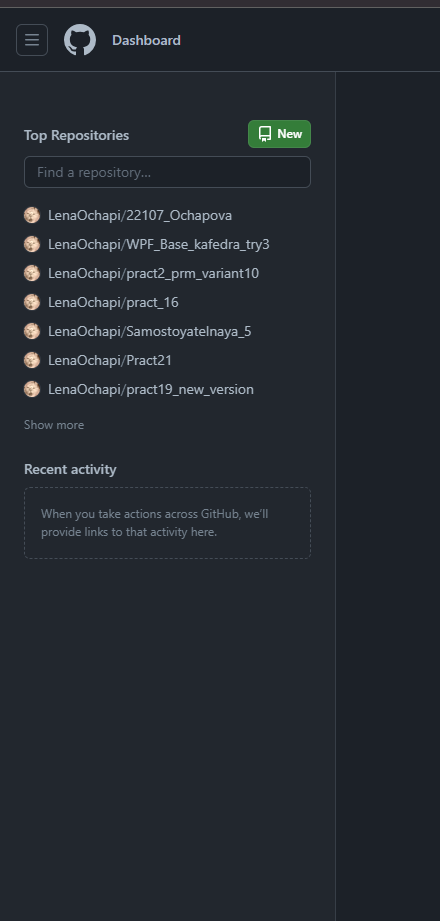 Dashboard
Top Repositories
New
Find a repository...
LenaOchapi/22107_Ochapova
LenaOchapi/WPF_Base_kafedra_try3
LenaOchapi/pract2_prm_variant10
LenaOchapi/pract_16
LenaOchapi/Samostoyatelnaya_5
LenaOchapi/Pract21
LenaOchapi/pract19_new_version
Show more
Recent activity
When you take actions across GitHub, we'll
provide links to that activity here.